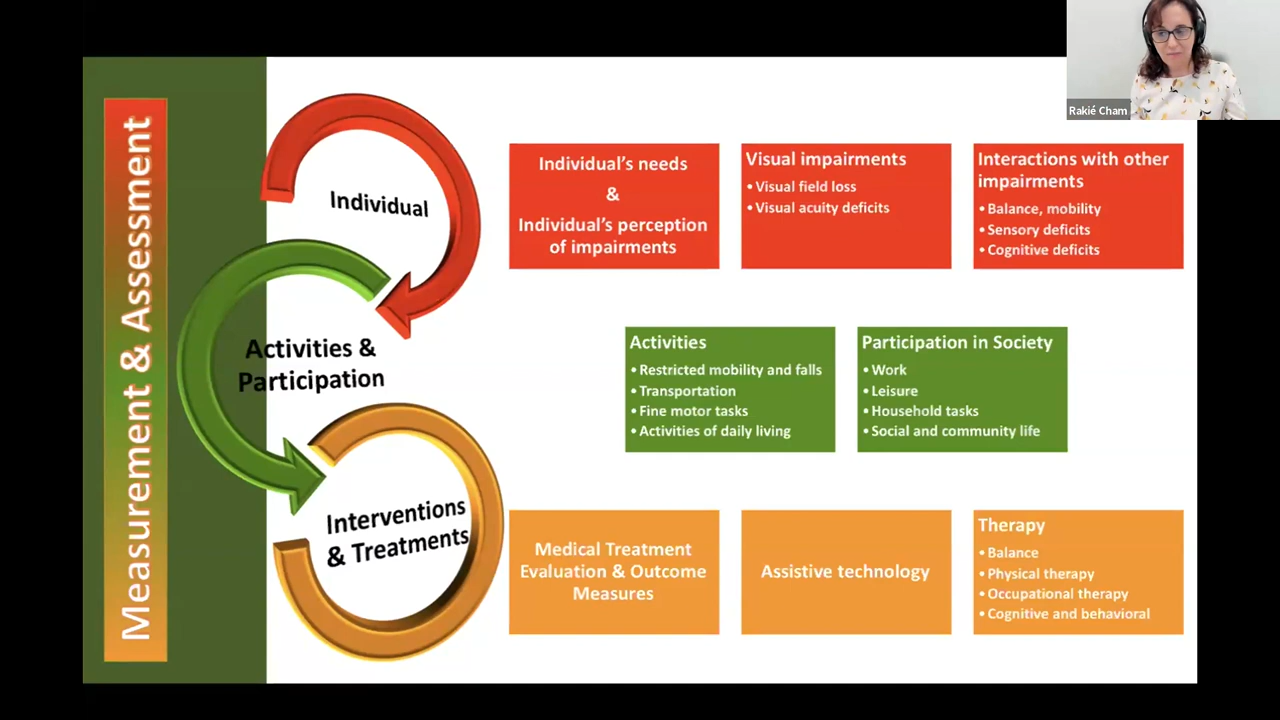 Rakié Cham
Measurement & Assessment
Individual
Individual's needs
&
Individual's perception
of impairments
Visual impairments
• Visual field loss
• Visual acuity deficits
Interactions with other
impairments
• Balance, mobility
• Sensory deficits
• Cognitive deficits
Activities &
Participation
Activities
• Restricted mobility and falls
• Transportation
• Fine motor tasks
• Activities of daily living
Participation in Society
• Work
• Leisure
• Household tasks
• Social and community life
Interventions
& Treatments
Medical Treatment
Evaluation & Outcome
Measures
Assistive technology
Therapy
• Balance
• Physical therapy
• Occupational therapy
• Cognitive and behavioral